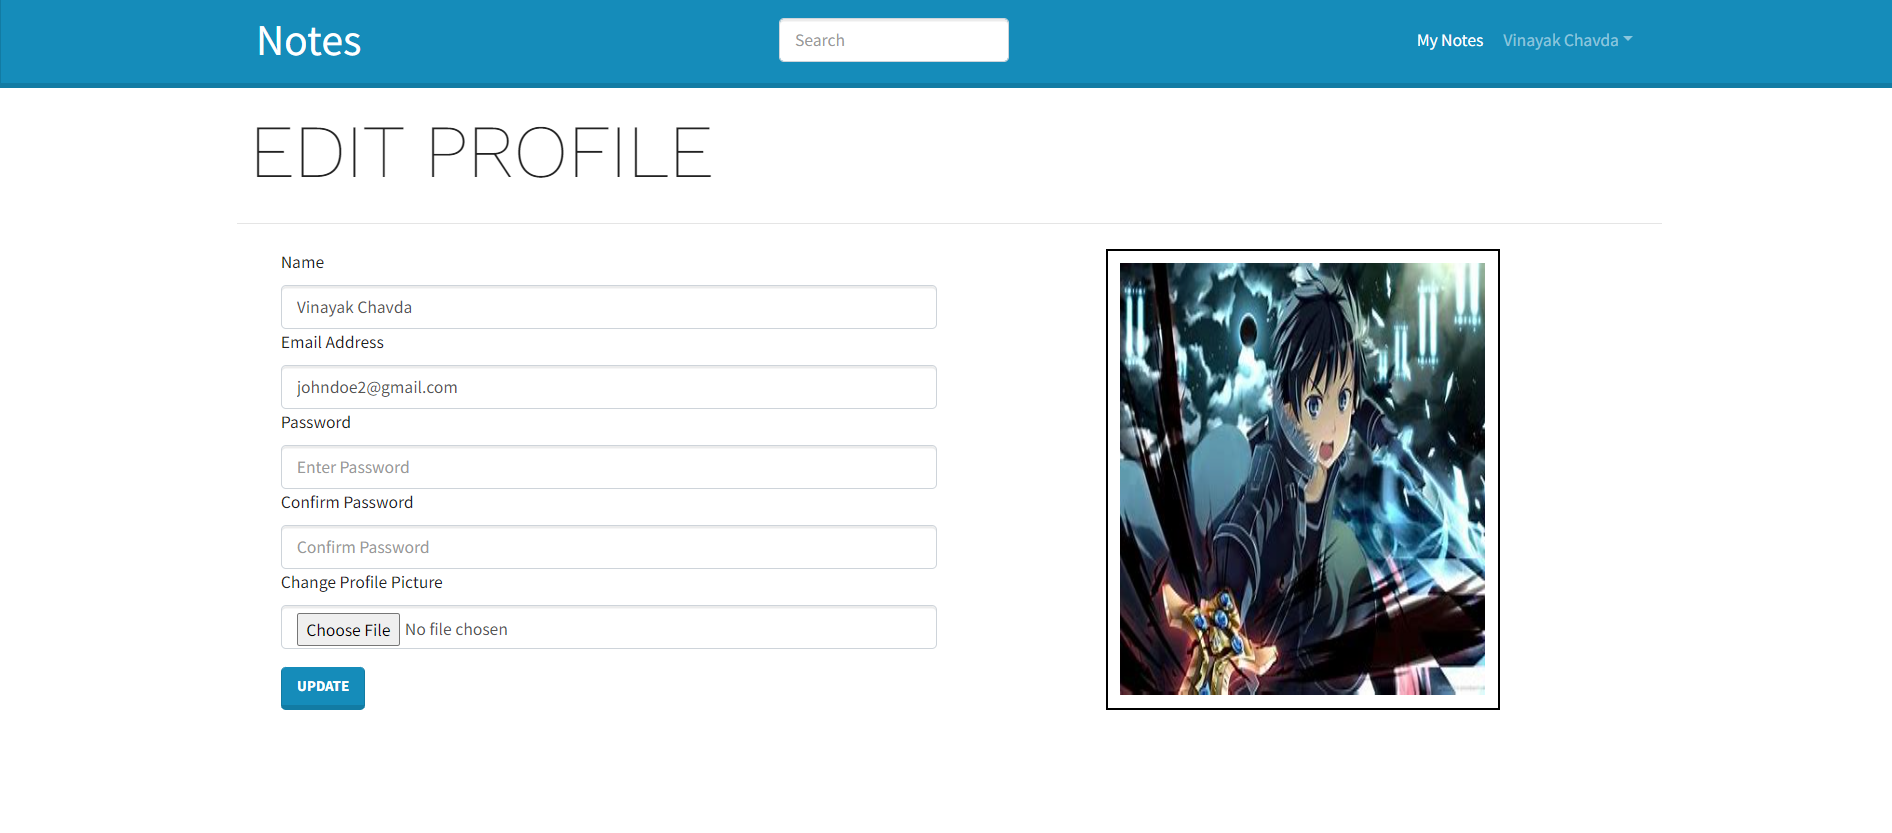 Notes
Search
My Notes
Vinayak Chavda
EDIT PROFILE
Name
Vinayak Chavda
Email Address
johndoe2@gmail.com
Password
Enter Password
Confirm Password
Confirm Password
Change Profile Picture
Choose File No file chosen
UPDATE